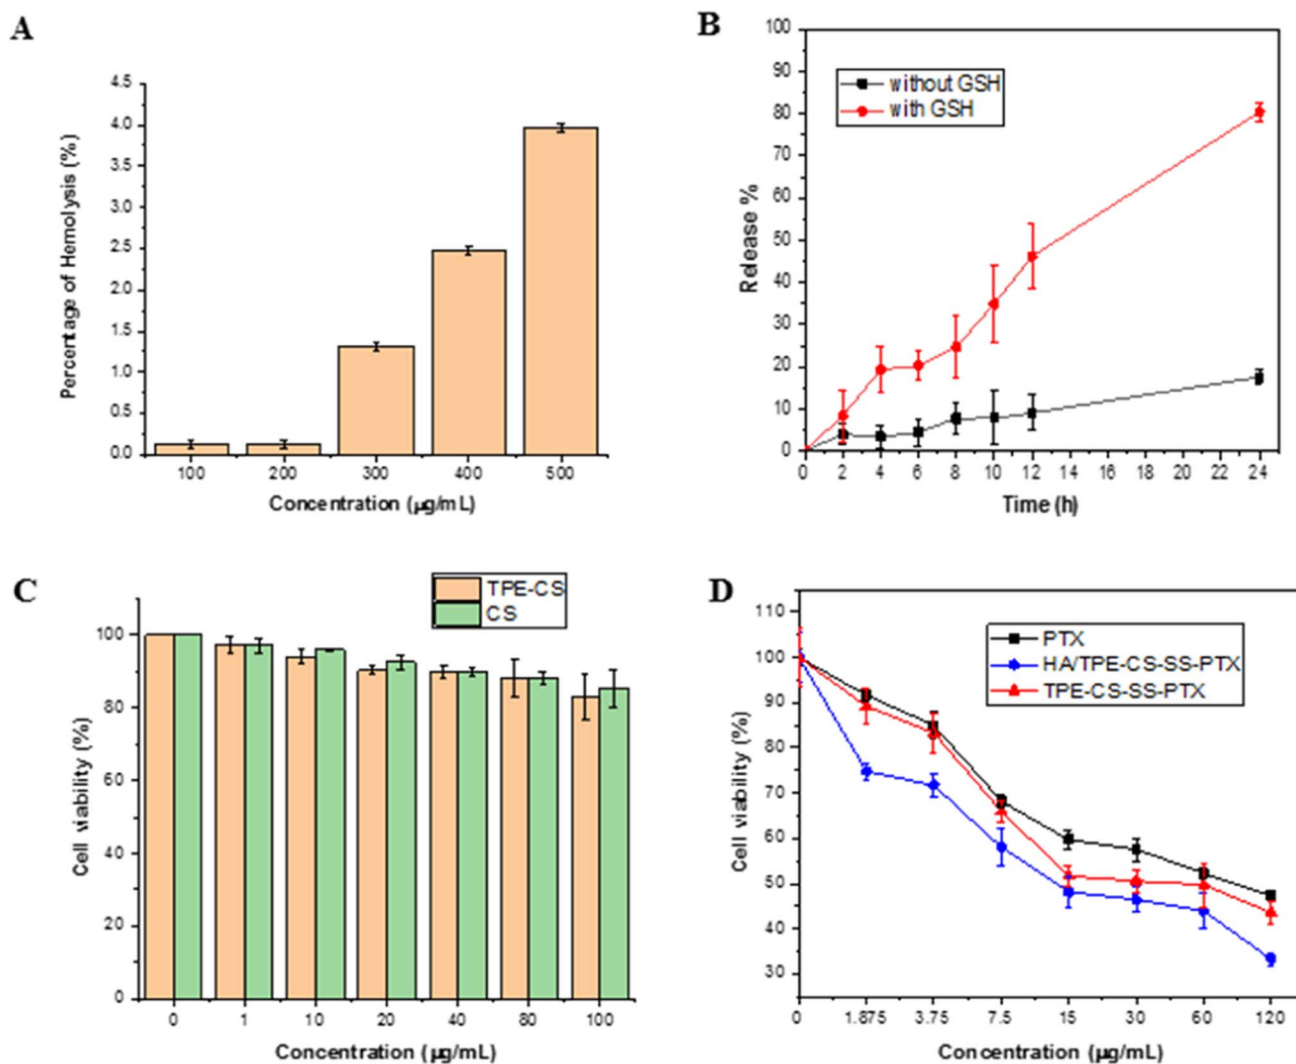 A
Percentage of Hemolysis (%)
4.5
4.0
3.5
3.0
2.5
2.0
1.5
1.0
0.5
0.0
100 200 300 400 500
Concentration (µg/mL)
B
without GSH
with GSH
Release %
100
90
80
70
60
50
40
30
20
10
0
0 2 4 6 8 10 12 14 16 18 20 22 24
Time (h)
C
TPE-CS
CS
Cell viability (%)
100
80
60
40
20
0
0 1 10 20 40 80 100
Concentration (µg/mL)
D
PTX
HA/TPE-CS-SS-PTX
TPE-CS-SS-PTX
Cell viability (%)
110
100
90
80
70
60
50
40
30
0 1.875 3.75 7.5 15 30 60 120
Concentration (µg/mL)